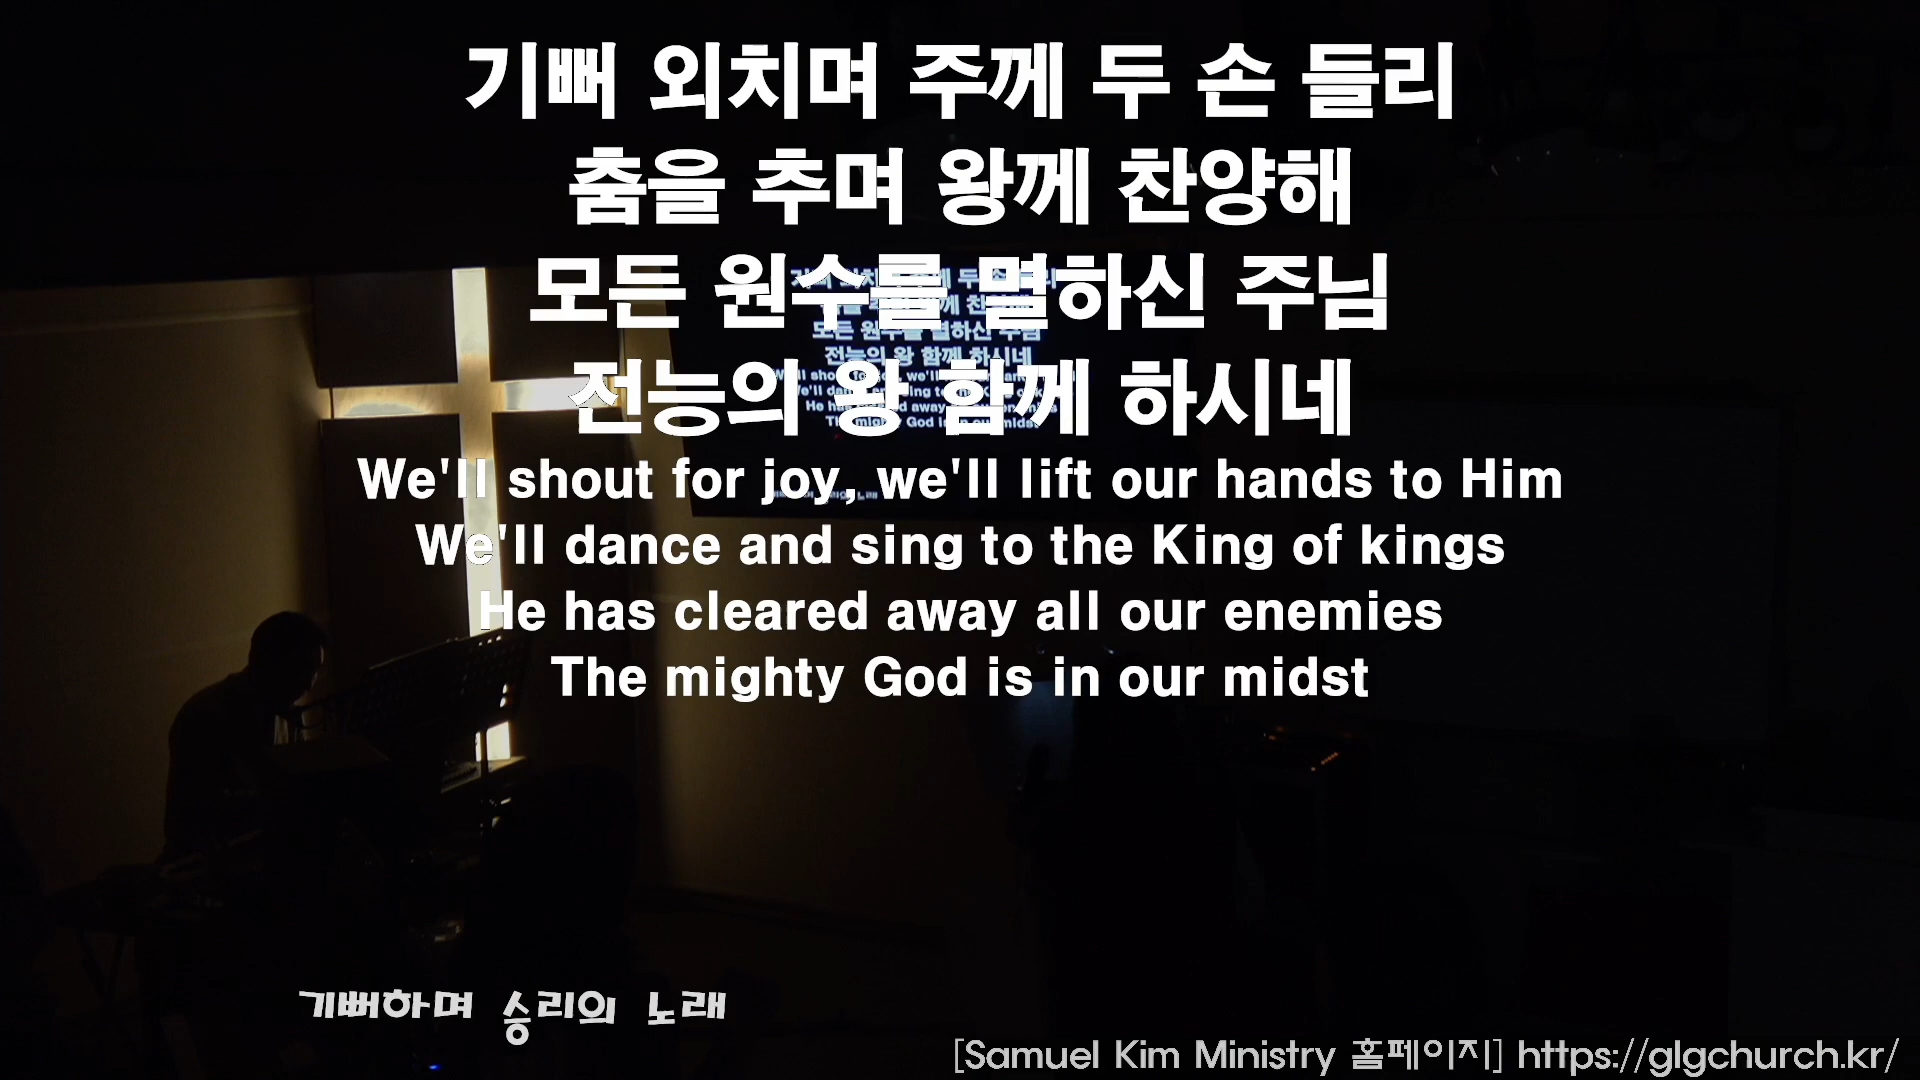 기뻐 외치며 주께 두 손 들리
춤을 추며 왕께 찬양해
모든 원수를 멸하신 주님
전능의 왕 함께 하시네
We'll shout for joy, we'll lift our hands to Him
We'll dance and sing to the King of kings
He has cleared away all our enemies
The mighty God is in our midst
기뻐하며 승리의 노래
[Samuel Kim Ministry 홈페이지] https://glgchurch.kr/